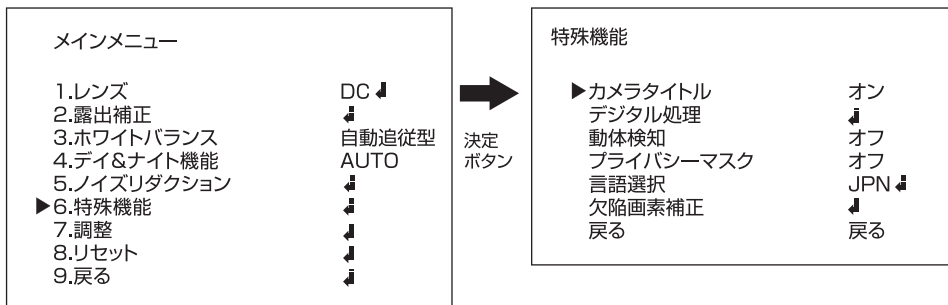 メインメニュー
1.レンズ DC↲
2.露出補正 ↲
3.ホワイトバランス 自動追従型
4.デイ&ナイト機能 AUTO
5.ノイズリダクション ↲
▶6.特殊機能 ↲
7.調整 ↲
8.リセット ↲
9.戻る ↲
決定
ボタン
特殊機能
▶カメラタイトル オン
デジタル処理 ↲
動体検知 オフ
プライバシーマスク オフ
言語選択 JPN↲
欠陥画素補正 ↲
戻る 戻る